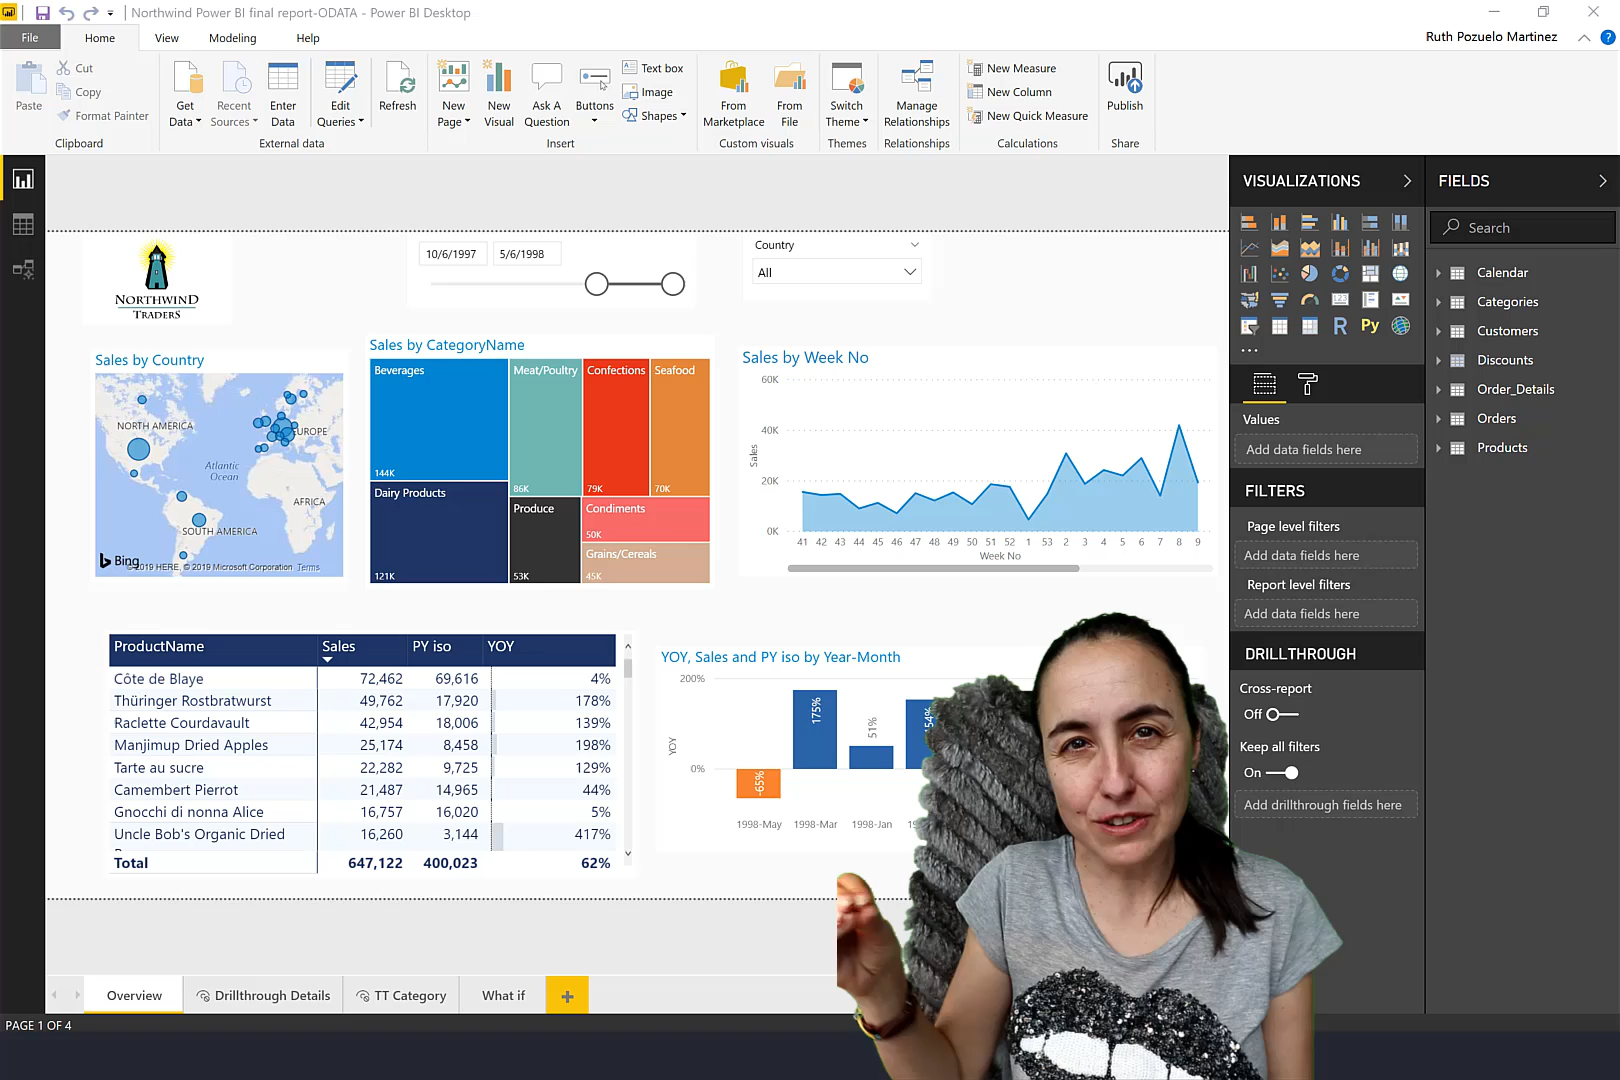 Northwind Power BI final report-ODATA - Power BI Desktop
File
Home
View
Modeling
Help
Ruth Pozuelo Martinez
?
Paste
Cut
Copy
Format Painter
Clipboard
Get Data
Recent Sources
Enter Data
Edit Queries
External data
Refresh
New Page
New Visual
Ask A Question
Buttons
Text box
Image
Shapes
Insert
From Marketplace
From File
Custom visuals
Switch Theme
Themes
Manage Relationships
Relationships
New Measure
New Column
New Quick Measure
Calculations
Publish
Share
NORTHWIND
TRADERS
10/6/1997
5/6/1998
Country
All
Sales by Country
NORTH AMERICA
EUROPE
Atlantic
Ocean
AFRICA
SOUTH AMERICA
Bing
© 2019 HERE, © 2019 Microsoft Corporation Terms
Sales by CategoryName
Beverages
144K
Dairy Products
121K
Meat/Poultry
86K
Confections
79K
Seafood
70K
Produce
53K
Condiments
50K
Grains/Cereals
45K
Sales by Week No
60K
40K
20K
0K
Sales
41 42 43 44 45 46 47 48 49 50 51 52 1 53 2 3 4 5 6 7 8 9
Week No
ProductName Sales PY iso YOY
Côte de Blaye 72,462 69,616 4%
Thüringer Rostbratwurst 49,762 17,920 178%
Raclette Courdavault 42,954 18,006 139%
Manjimup Dried Apples 25,174 8,458 198%
Tarte au sucre 22,282 9,725 129%
Camembert Pierrot 21,487 14,965 44%
Gnocchi di nonna Alice 16,757 16,020 5%
Uncle Bob's Organic Dried 16,260 3,144 417%
Total 647,122 400,023 62%
YOY, Sales and PY iso by Year-Month
200%
0%
YOY
-65%
175%
51%
54%
1998-May 1998-Mar 1998-Jan
VISUALIZATIONS
123
R
Py
Values
Add data fields here
FILTERS
Page level filters
Add data fields here
Report level filters
Add data fields here
DRILLTHROUGH
Cross-report
Off
Keep all filters
On
Add drillthrough fields here
FIELDS
Search
Calendar
Categories
Customers
Discounts
Order_Details
Orders
Products
Overview
Drillthrough Details
TT Category
What if
PAGE 1 OF 4